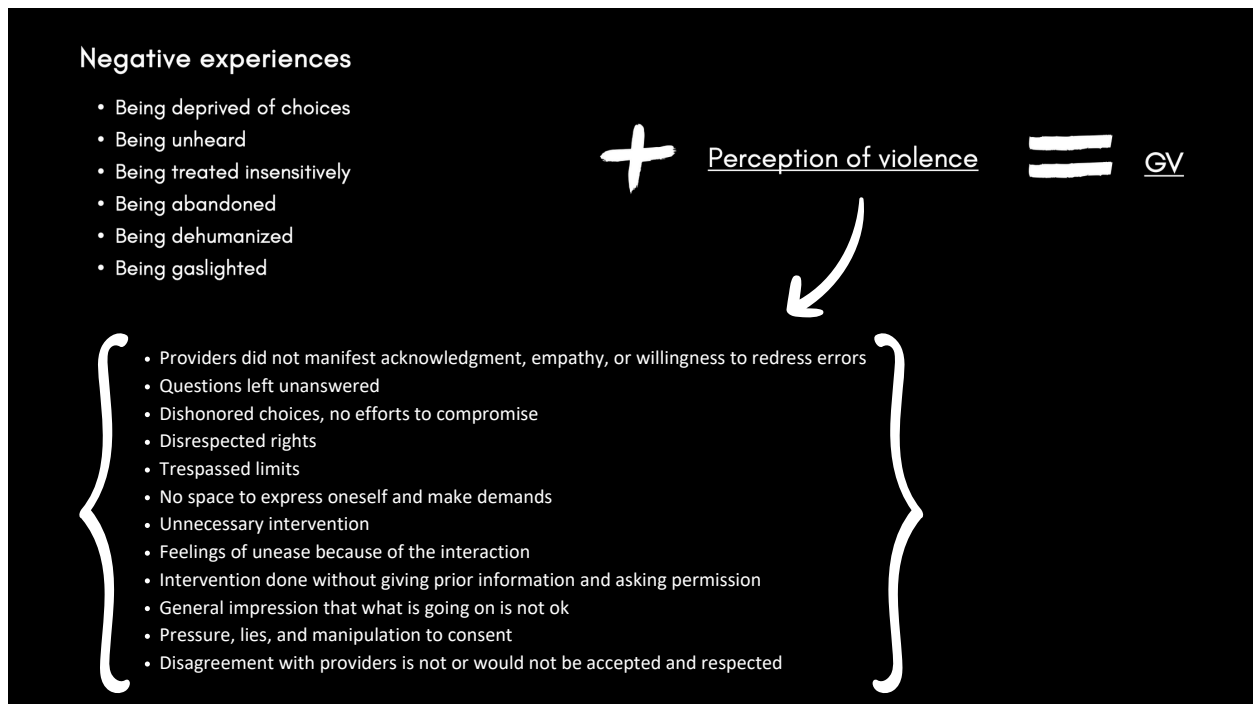 Negative experiences
• Being deprived of choices
• Being unheard
• Being treated insensitively
• Being abandoned
• Being dehumanized
• Being gaslighted
+ Perception of violence = GV
• Providers did not manifest acknowledgment, empathy, or willingness to redress errors
• Questions left unanswered
• Dishonored choices, no efforts to compromise
• Disrespected rights
• Trespassed limits
• No space to express oneself and make demands
• Unnecessary intervention
• Feelings of unease because of the interaction
• Intervention done without giving prior information and asking permission
• General impression that what is going on is not ok
• Pressure, lies, and manipulation to consent
• Disagreement with providers is not or would not be accepted and respected